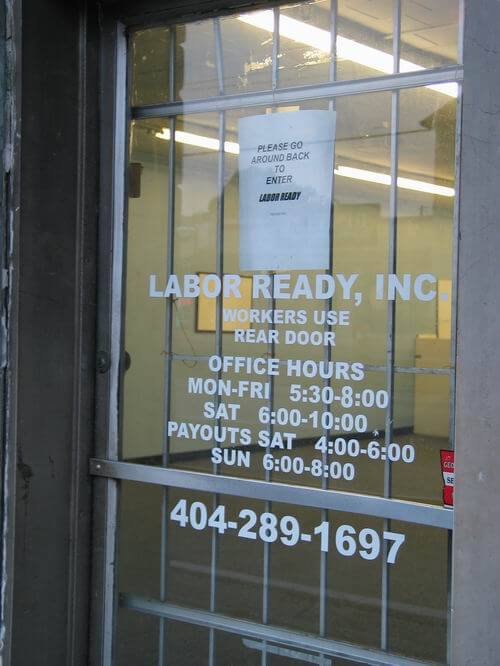 PLEASE GO
AROUND BACK
TO
ENTER
LABOR READY
LABOR READY, INC.
WORKERS USE
REAR DOOR
OFFICE HOURS
MON-FRI 5:30-8:00
SAT 6:00-10:00
PAYOUTS SAT 4:00-6:00
SUN 6:00-8:00
404-289-1697